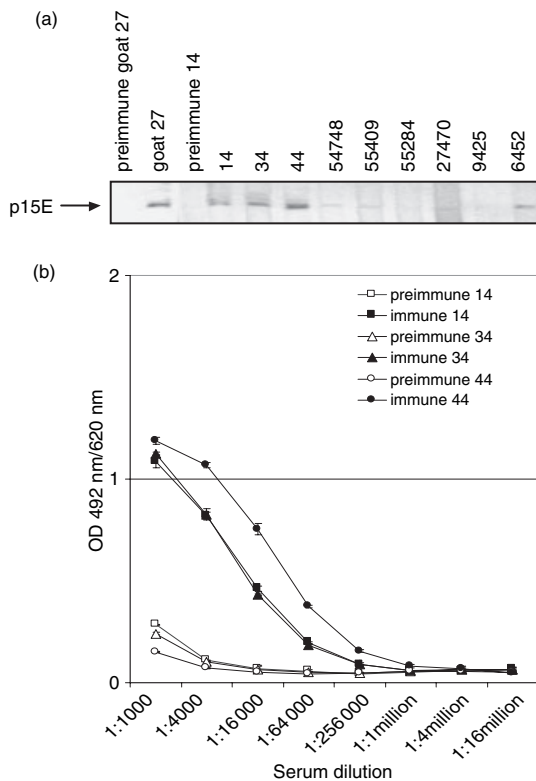 (a)
preimmune goat 27
goat 27
preimmune 14
14
34
44
54748
55409
55284
27470
9425
6452
p15E
(b)
2
1
0
OD 492 nm/620 nm
preimmune 14
immune 14
preimmune 34
immune 34
preimmune 44
immune 44
1:1000
1:4000
1:16 000
1:64 000
1:256 000
1:1million
1:4million
1:16million
Serum dilution